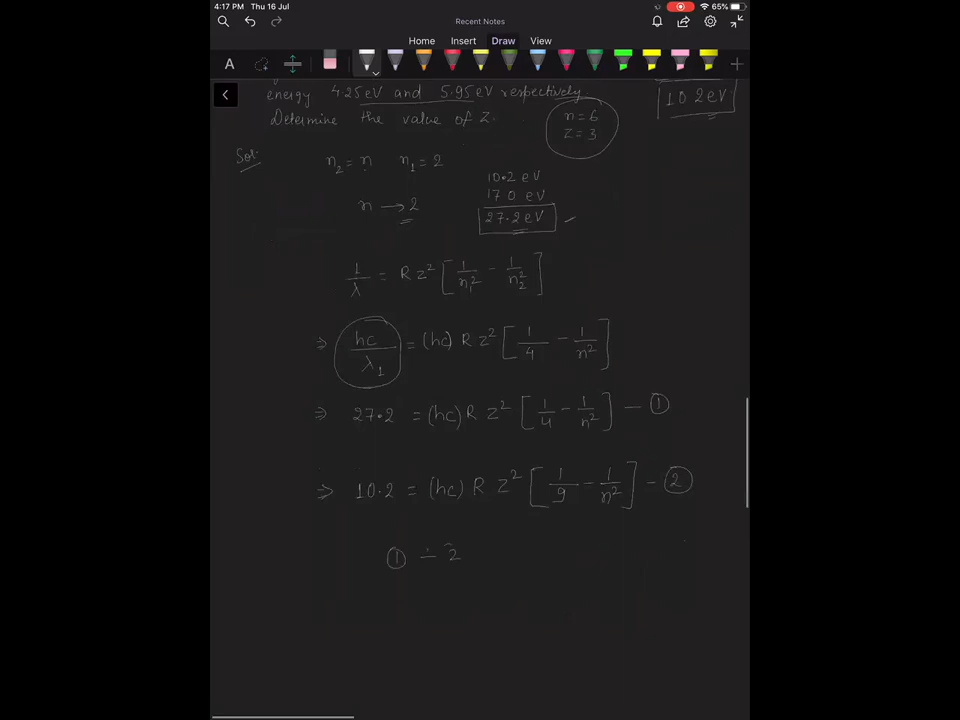 4:17 PM Thu 16 Jul
65%
Recent Notes
Home Insert Draw View
A
energy 4.25 eV and 5.95 eV respectively
10 2 eV
Determine the value of Z.
n = 6
Z = 3
Sol:
n₂ = n n₁ = 2
10.2 eV
17 0 eV
n → 2
27.2 eV
1/λ = R z² [1/n₁² − 1/n₂²]
⇒ hc/λ₁ = (hc) R z² [1/4 − 1/n²]
⇒ 27.2 = (hc) R z² [1/4 − 1/n²] — ①
⇒ 10.2 = (hc) R z² [1/9 − 1/n²] — ②
① ÷ 2